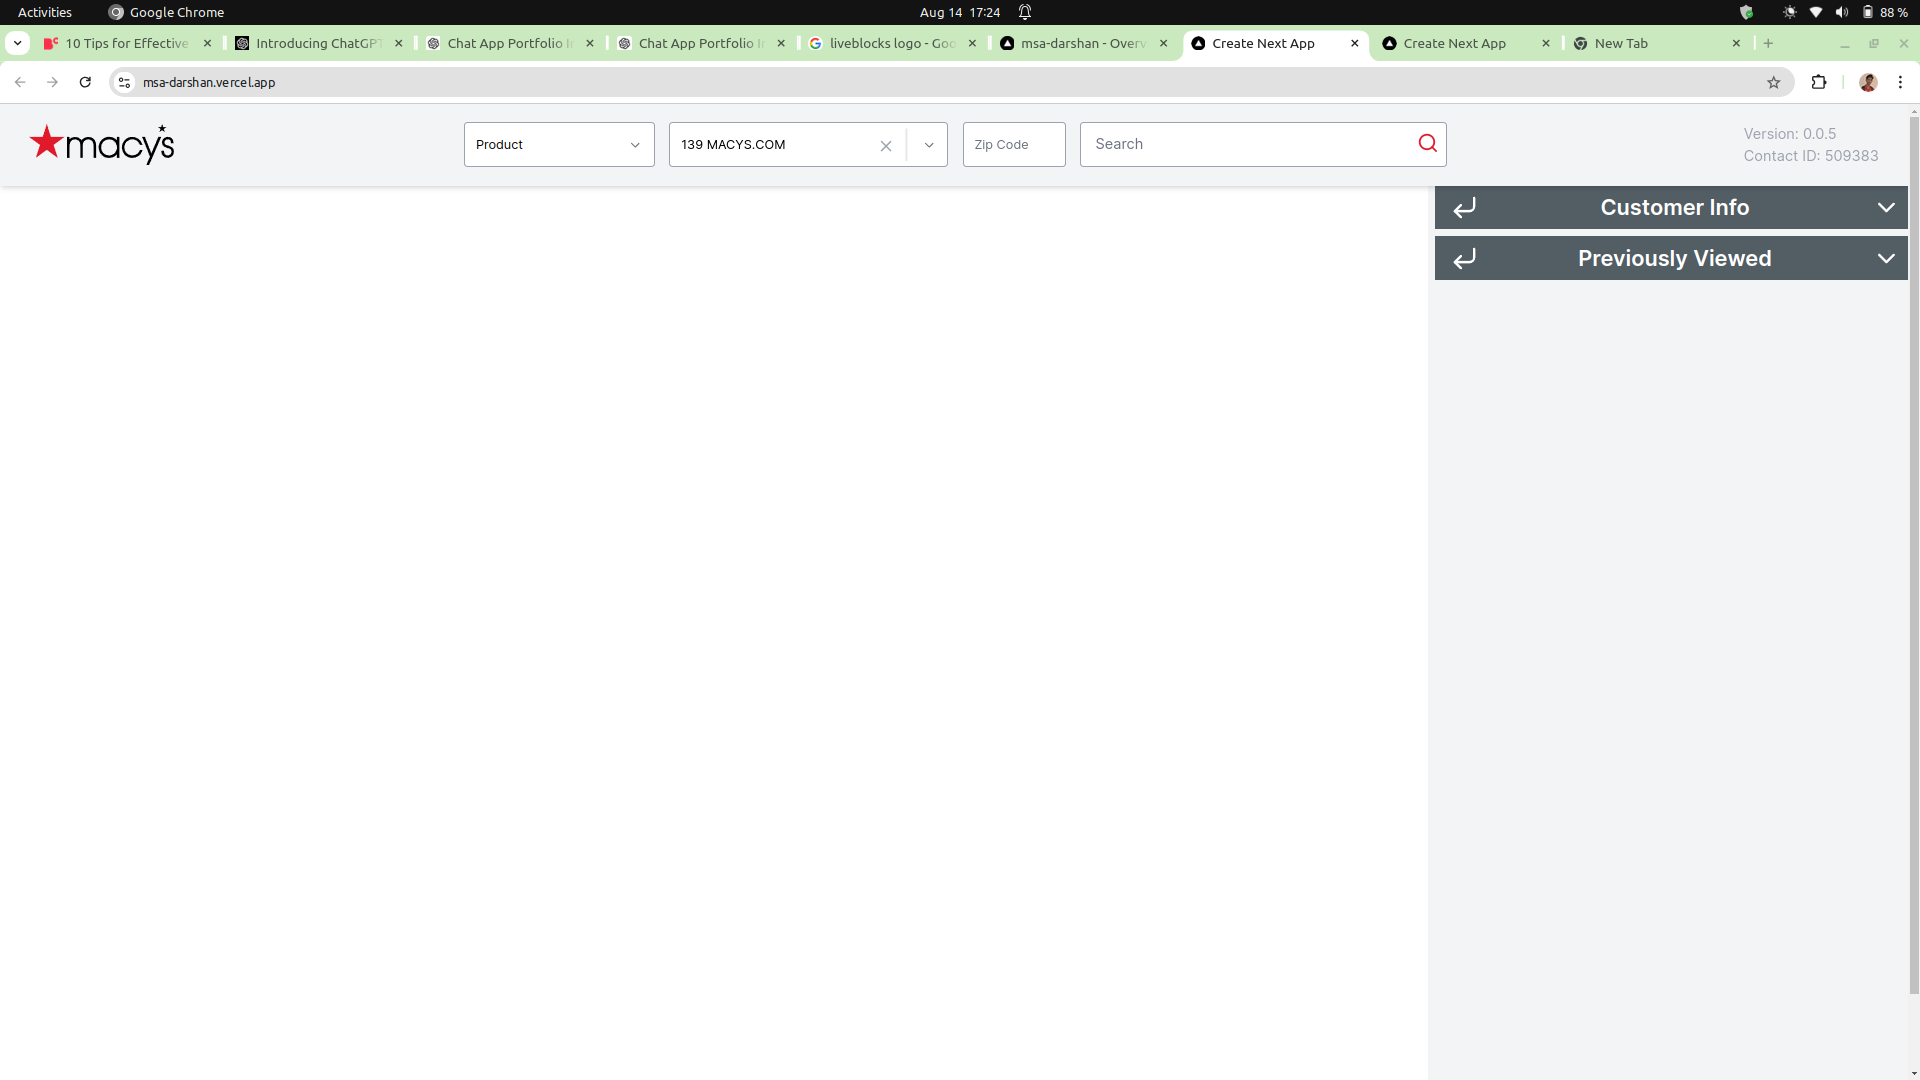 Activities Google Chrome Aug 14 17:24 88 %
10 Tips for Effective Introducing ChatGPT Chat App Portfolio I Chat App Portfolio I liveblocks logo - Goo msa-darshan - Overv Create Next App Create Next App New Tab
msa-darshan.vercel.app
macy's Product 139 MACYS.COM Zip Code Search Version: 0.0.5
Contact ID: 509383
Customer Info
Previously Viewed